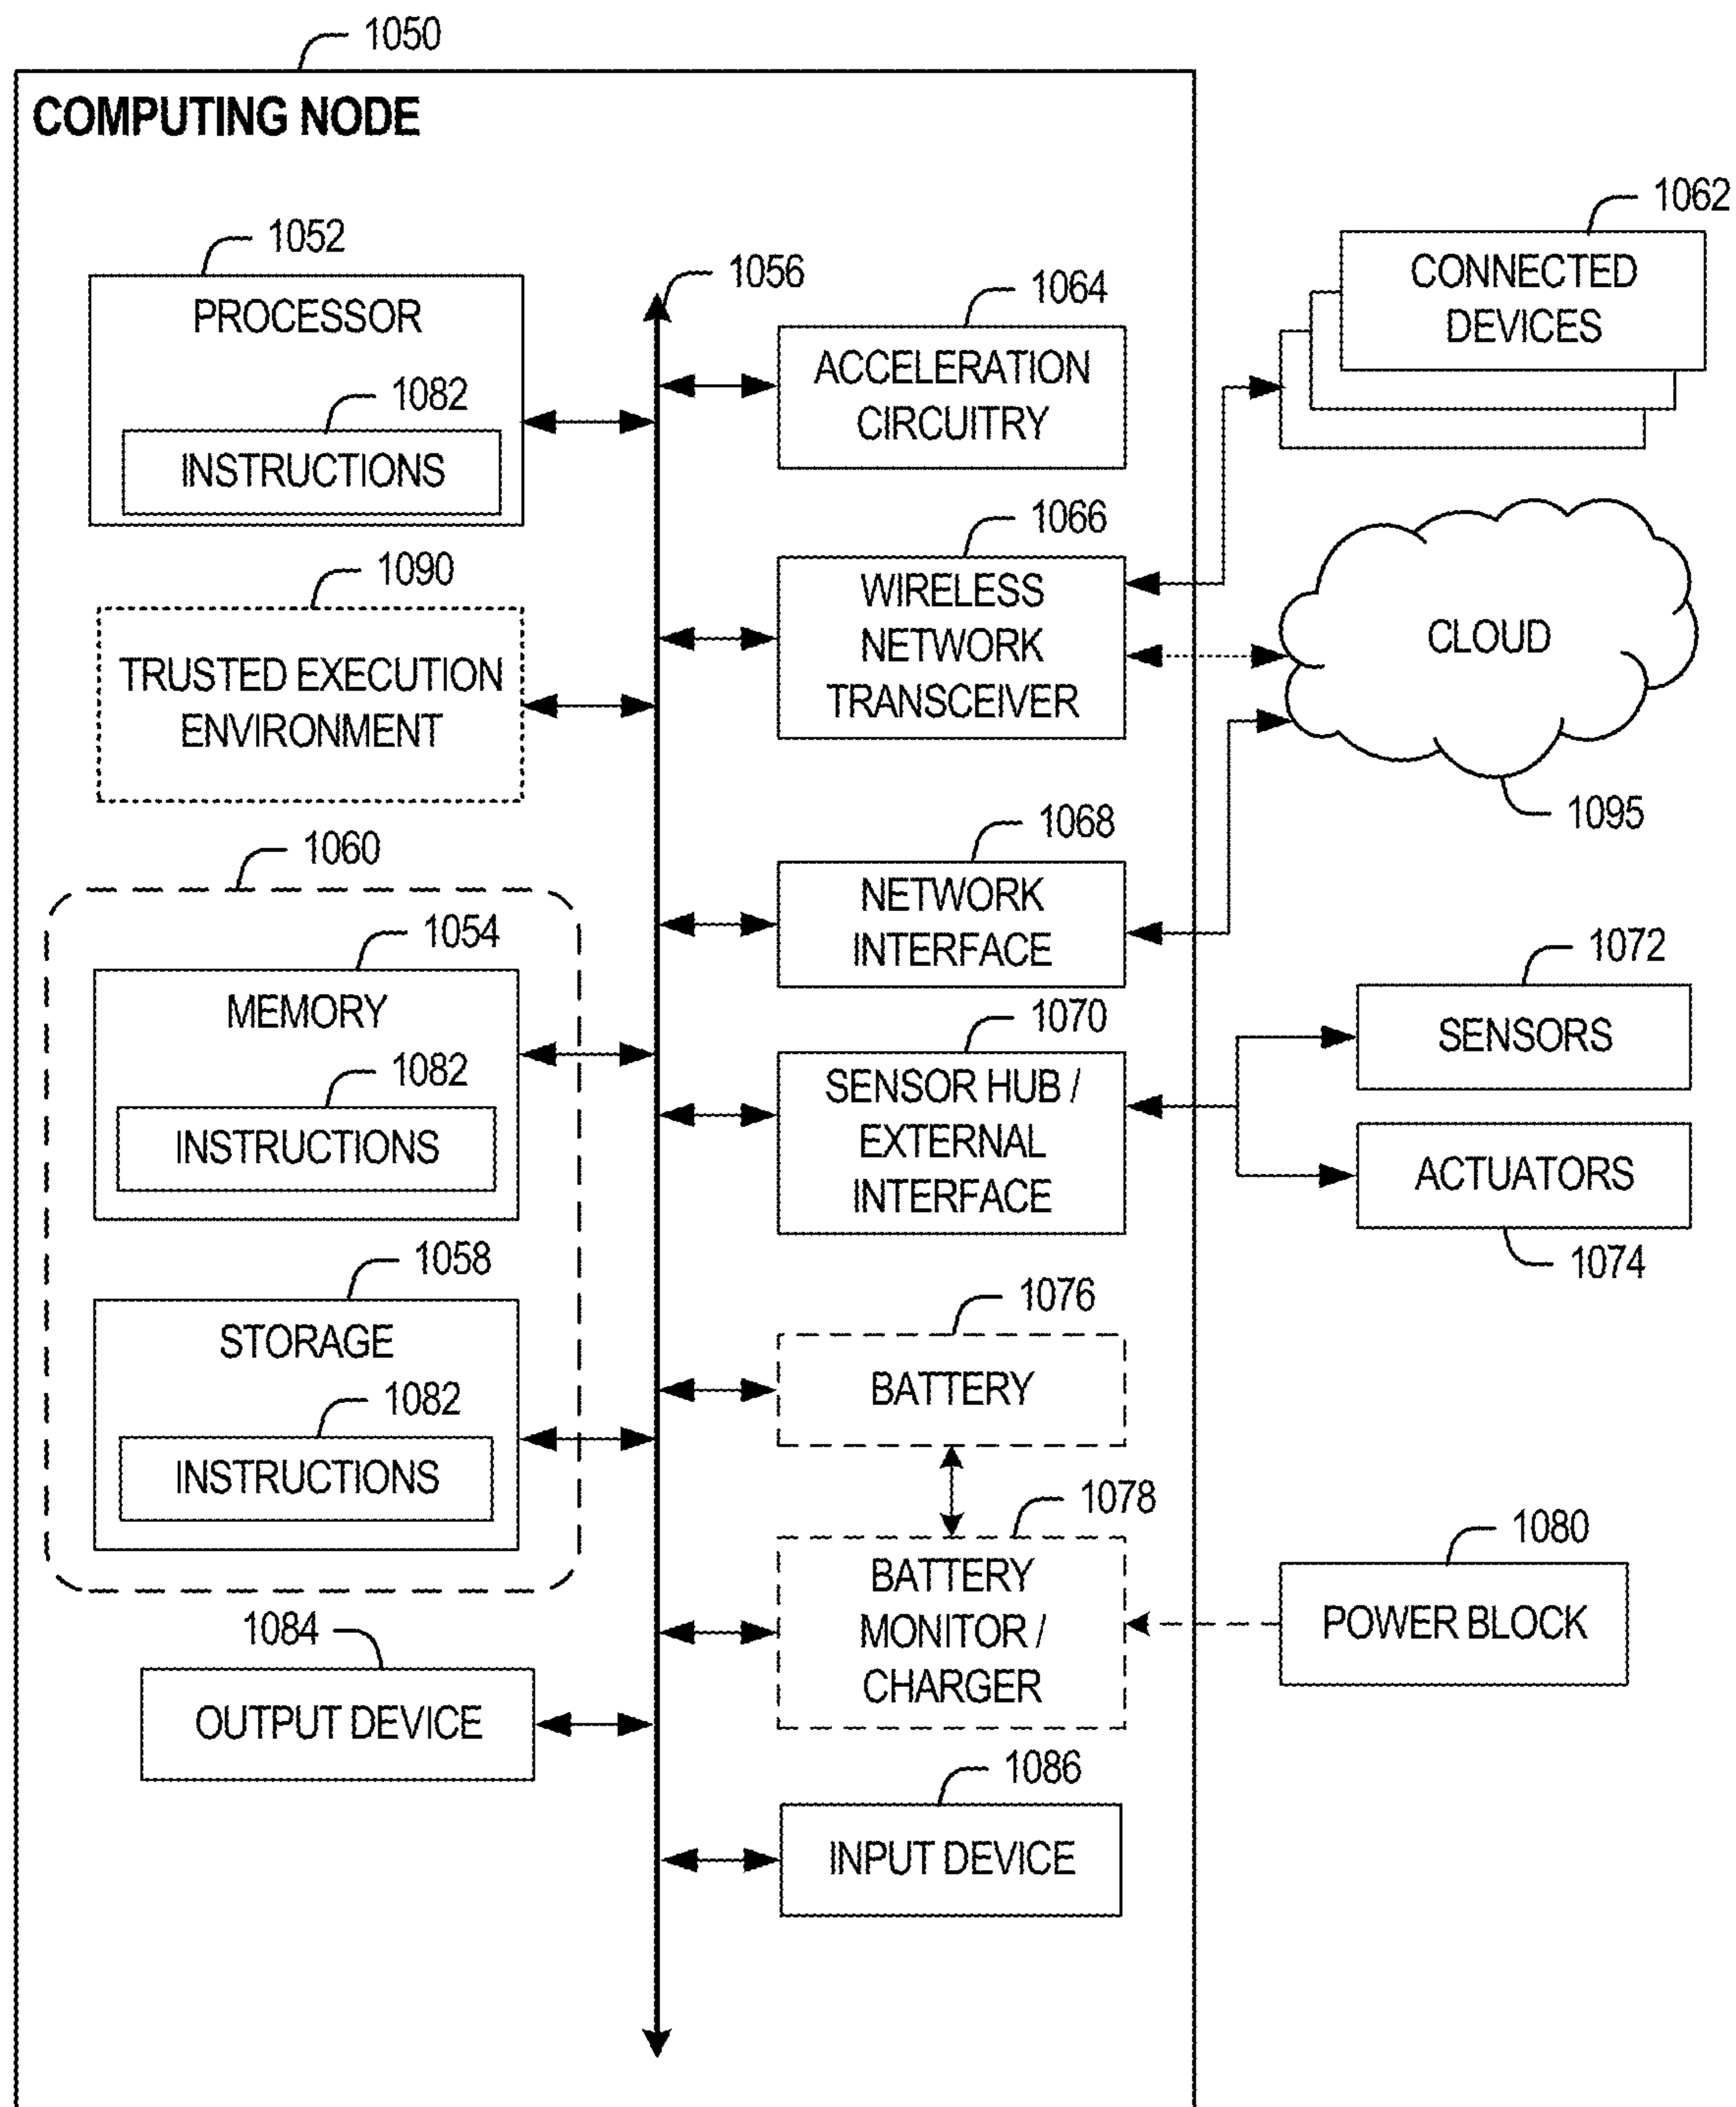 1050
COMPUTING NODE
1052
PROCESSOR
1082
INSTRUCTIONS
1090
TRUSTED EXECUTION
ENVIRONMENT
1060
1054
MEMORY
1082
INSTRUCTIONS
1058
STORAGE
1082
INSTRUCTIONS
1084
OUTPUT DEVICE
1056
1064
ACCELERATION
CIRCUITRY
1066
WIRELESS
NETWORK
TRANSCEIVER
1068
NETWORK
INTERFACE
1070
SENSOR HUB /
EXTERNAL
INTERFACE
1076
BATTERY
1078
BATTERY
MONITOR /
CHARGER
1086
INPUT DEVICE
1062
CONNECTED
DEVICES
CLOUD
1095
1072
SENSORS
ACTUATORS
1074
1080
POWER BLOCK